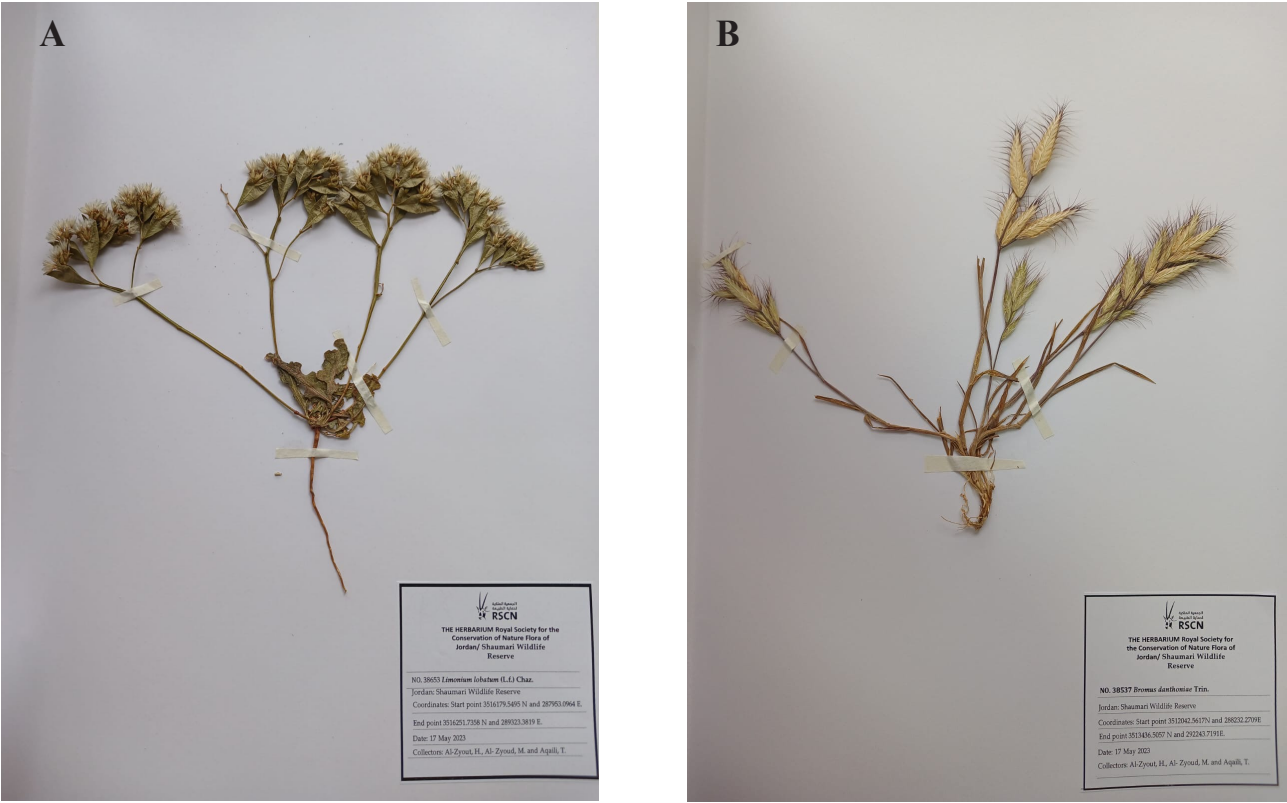 A
RSCN
THE HERBARIUM Royal Society for the
Conservation of Nature Flora of
Jordan/ Shaumari Wildlife
Reserve
NO. 38653 Limonium lobatum (L.f.) Chaz.
Jordan: Shaumari Wildlife Reserve
Coordinates: Start point 3516179.5495 N and 287953.0964 E.
End point 3516251.7358 N and 289323.3819 E.
Date: 17 May 2023
Collectors: Al-Zyout, H., Al- Zyoud, M. and Aqaili, T.
B
RSCN
THE HERBARIUM Royal Society for
the Conservation of Nature Flora of
Jordan/ Shaumari Wildlife
Reserve
NO. 38537 Bromus danthoniae Trin.
Jordan: Shaumari Wildlife Reserve
Coordinates: Start point 3512042.5617N and 288232.2709E
End point 3513436.5057 N and 292243.7191E.
Date: 17 May 2023
Collectors: Al-Zyout, H., Al- Zyoud, M. and Aqaili, T.